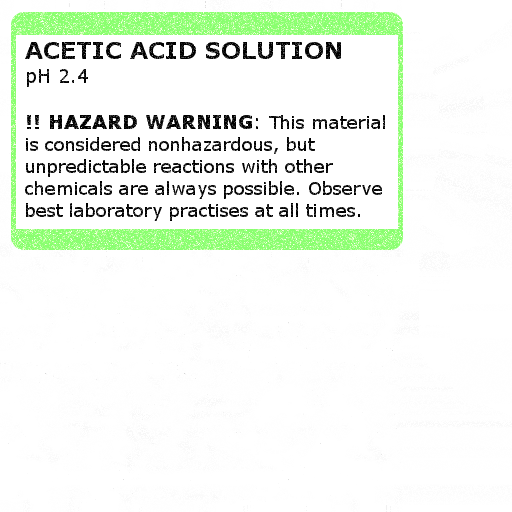 ACETIC ACID SOLUTION
pH 2.4
!! HAZARD WARNING: This material
is considered nonhazardous, but
unpredictable reactions with other
chemicals are always possible. Observe
best laboratory practises at all times.